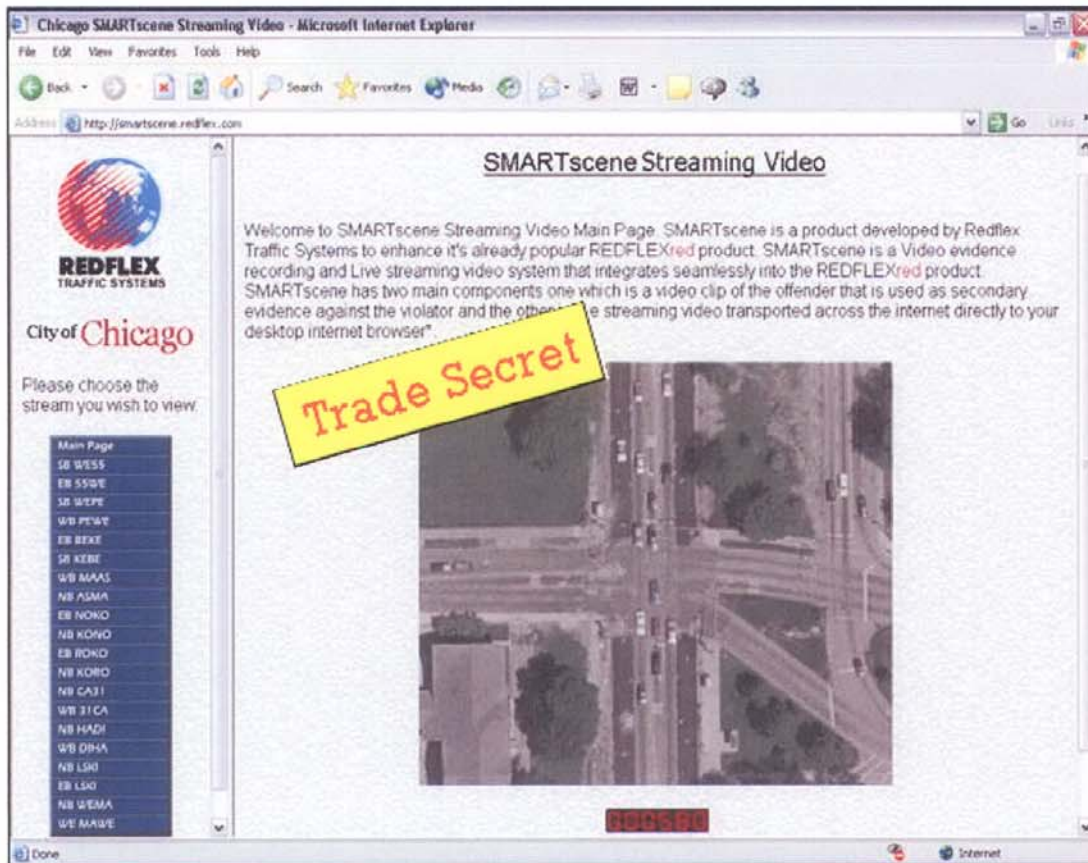 Chicago SMARTscene Streaming Video - Microsoft Internet Explorer
File Edit View Favorites Tools Help
Back Search Favorites Media
Address http://smartscene.redflex.com Go Links
REDFLEX
TRAFFIC SYSTEMS
City of Chicago
Please choose the
stream you wish to view.
Main Page
SB WE55
EB 55WE
SB WEPE
WB PEWE
EB BEKE
SB KEBE
WB MAAS
NB ASMA
EB NOKO
NB KONO
EB ROKO
NB KORO
NB CA31
WB 31CA
NB HADI
WB DIHA
NB LSKI
EB LSKI
NB WEMA
WE MAWE
SMARTscene Streaming Video
Welcome to SMARTscene Streaming Video Main Page. SMARTscene is a product developed by Redflex
Traffic Systems to enhance it's already popular REDFLEXred product. SMARTscene is a Video evidence
recording and Live streaming video system that integrates seamlessly into the REDFLEXred product.
SMARTscene has two main components one which is a video clip of the offender that is used as secondary
evidence against the violator and the other e streaming video transported across the internet directly to your
desktop internet browser*.
Trade Secret
Done Internet